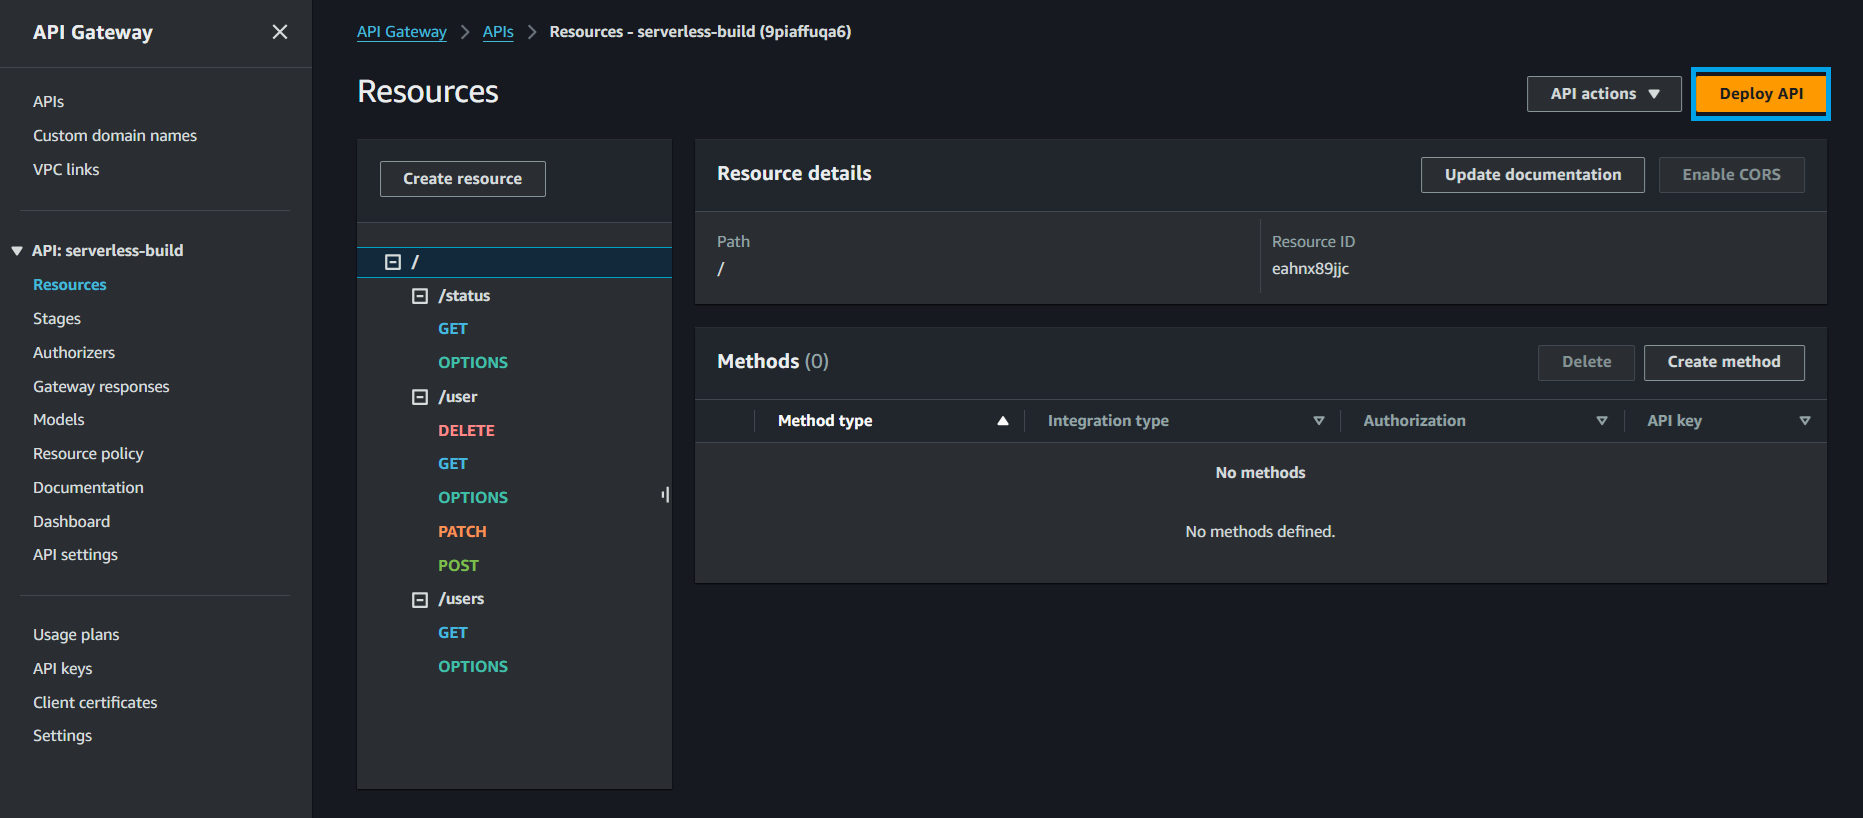 API Gateway
APIs
Custom domain names
VPC links
API: serverless-build
Resources
Stages
Authorizers
Gateway responses
Models
Resource policy
Documentation
Dashboard
API settings
Usage plans
API keys
Client certificates
Settings
API Gateway APIs Resources - serverless-build (9piaffuqa6)
Resources
API actions Deploy API
Create resource
/
/status
GET
OPTIONS
/user
DELETE
GET
OPTIONS
PATCH
POST
/users
GET
OPTIONS
Resource details
Update documentation Enable CORS
Path Resource ID
/ eahnx89jjc
Methods (0)
Delete Create method
Method type Integration type Authorization API key
No methods
No methods defined.